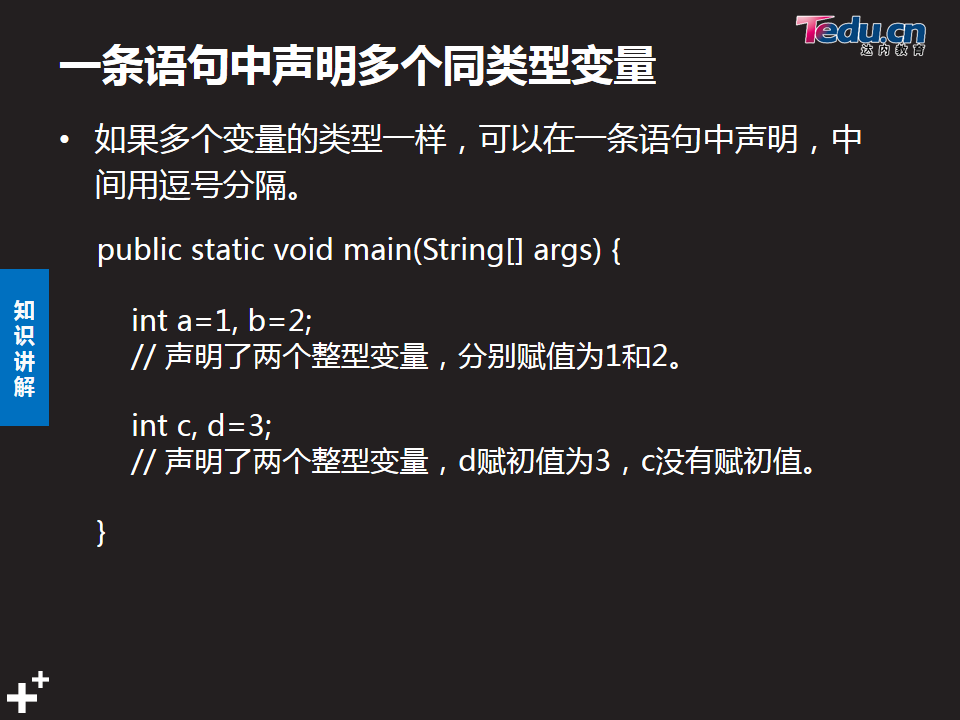 Tedu.cn
达内教育
一条语句中声明多个同类型变量
• 如果多个变量的类型一样，可以在一条语句中声明，中
间用逗号分隔。
public static void main(String[] args) {
int a=1, b=2;
// 声明了两个整型变量，分别赋值为1和2。
int c, d=3;
// 声明了两个整型变量，d赋初值为3，c没有赋初值。
}
知识讲解